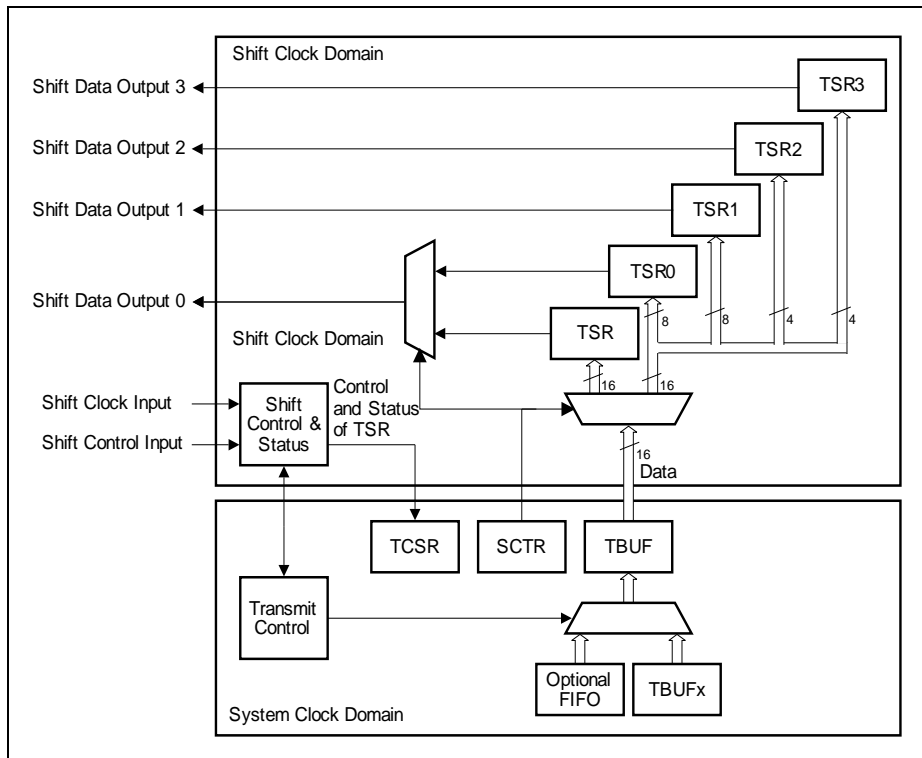 Shift Clock Domain
Shift Data Output 3
TSR3
Shift Data Output 2
TSR2
Shift Data Output 1
TSR1
TSR0
Shift Data Output 0
8
8
4
4
Shift Clock Domain
TSR
16
16
Shift Clock Input
Shift Control Input
Shift
Control &
Status
Control
and Status
of TSR
16
Data
TCSR
SCTR
TBUF
Transmit
Control
Optional
FIFO
TBUFx
System Clock Domain